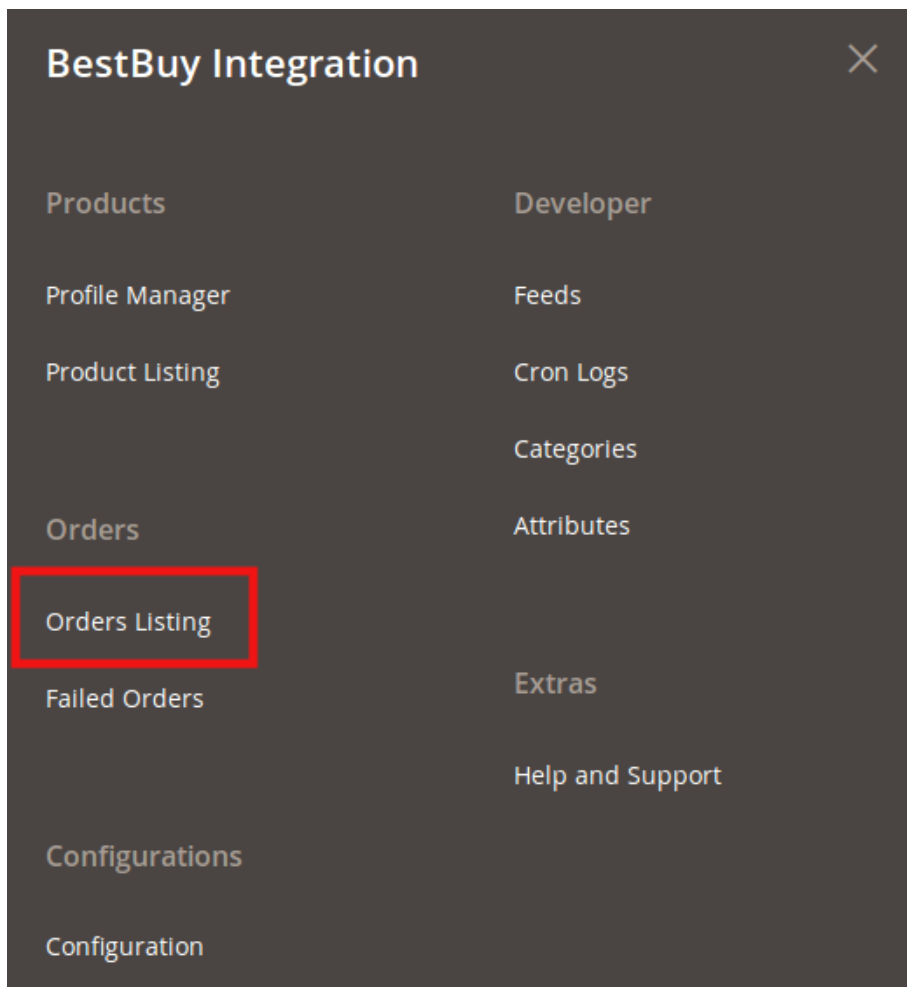 BestBuy Integration
Products
Profile Manager
Product Listing
Orders
Orders Listing
Failed Orders
Configurations
Configuration
Developer
Feeds
Cron Logs
Categories
Attributes
Extras
Help and Support